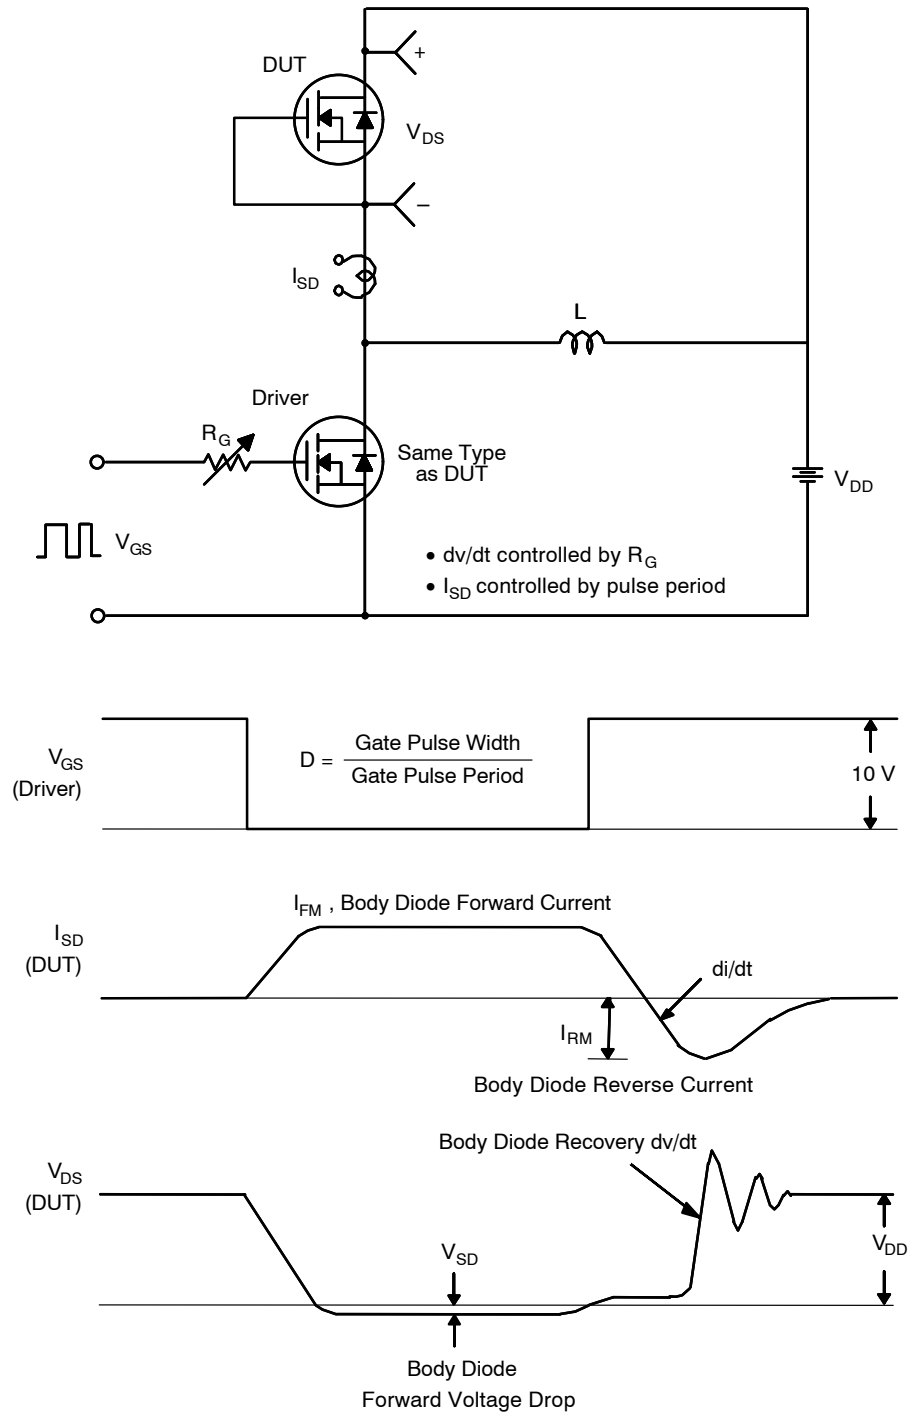 DUT
+
V_DS
−
I_SD
L
Driver
R_G
Same Type
as DUT
V_DD
V_GS
• dv/dt controlled by R_G
• I_SD controlled by pulse period
V_GS
(Driver)
D = Gate Pulse Width
Gate Pulse Period
10 V
I_FM , Body Diode Forward Current
I_SD
(DUT)
di/dt
I_RM
Body Diode Reverse Current
Body Diode Recovery dv/dt
V_DS
(DUT)
V_SD
V_DD
Body Diode
Forward Voltage Drop